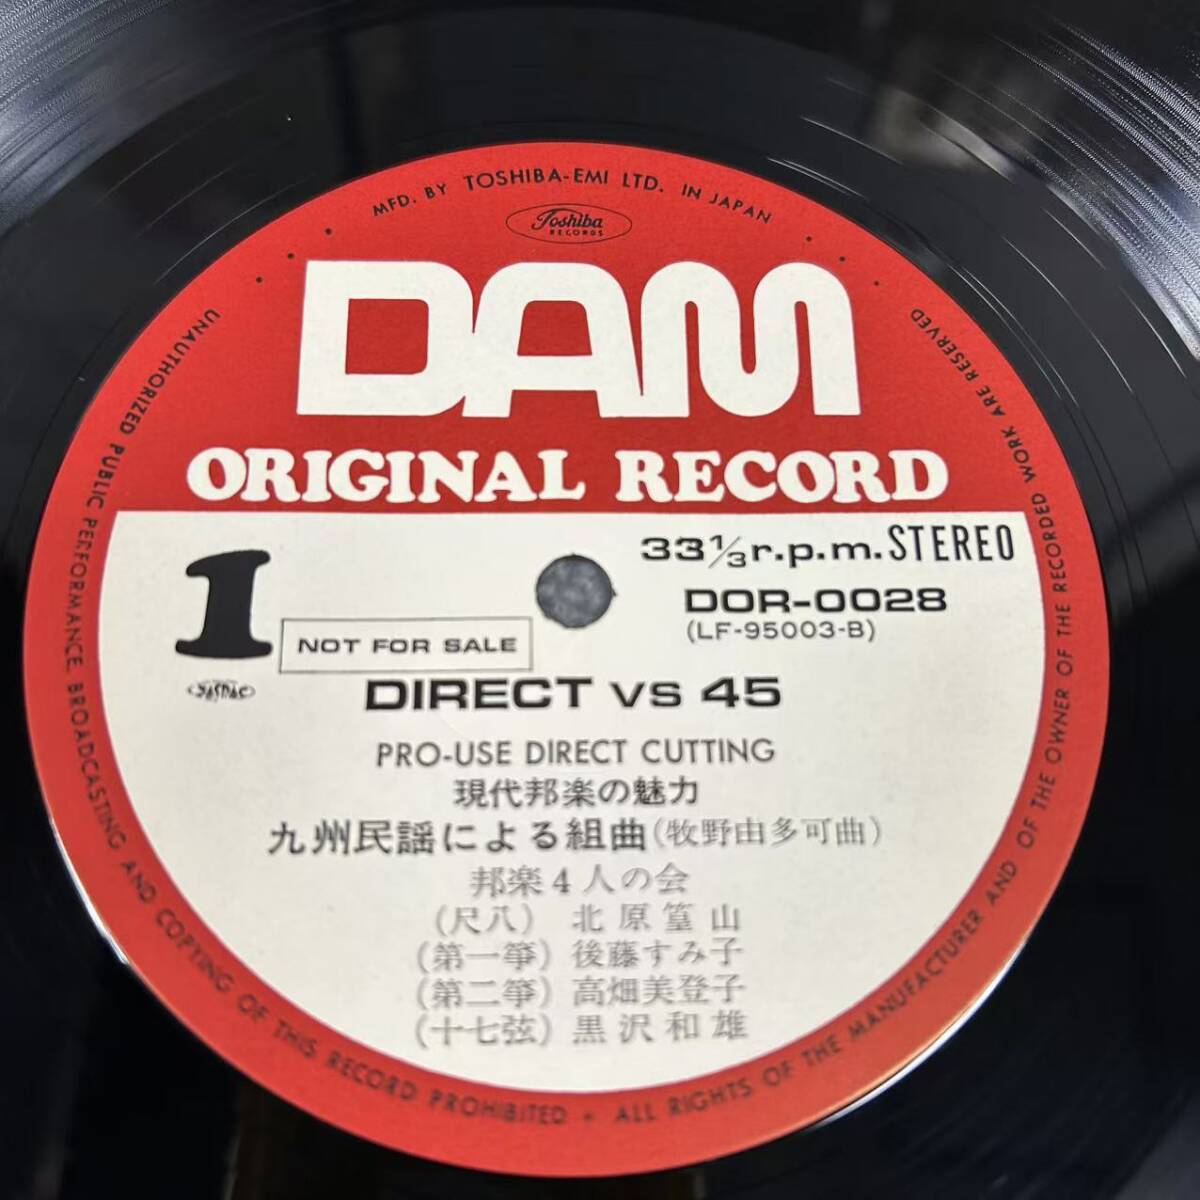 MFD. BY TOSHIBA-EMI LTD. IN JAPAN
Toshiba
RECORDS
DAM
ORIGINAL RECORD
1
33 1/3 r.p.m. STEREO
DOR-0028
(LF-95003-B)
NOT FOR SALE
JASRAC
DIRECT vs 45
PRO-USE DIRECT CUTTING
現代邦楽の魅力
九州民謡による組曲(牧野由多可曲)
邦楽4人の会
(尺八) 北原篁山
(第一箏) 後藤すみ子
(第二箏) 高畑美登子
(十七弦) 黒沢和雄
UNAUTHORIZED PUBLIC PERFORMANCE, BROADCASTING AND COPYING OF THIS RECORD PROHIBITED • ALL RIGHTS OF THE MANUFACTURER AND OF THE OWNER OF THE RECORDED WORK ARE RESERVED